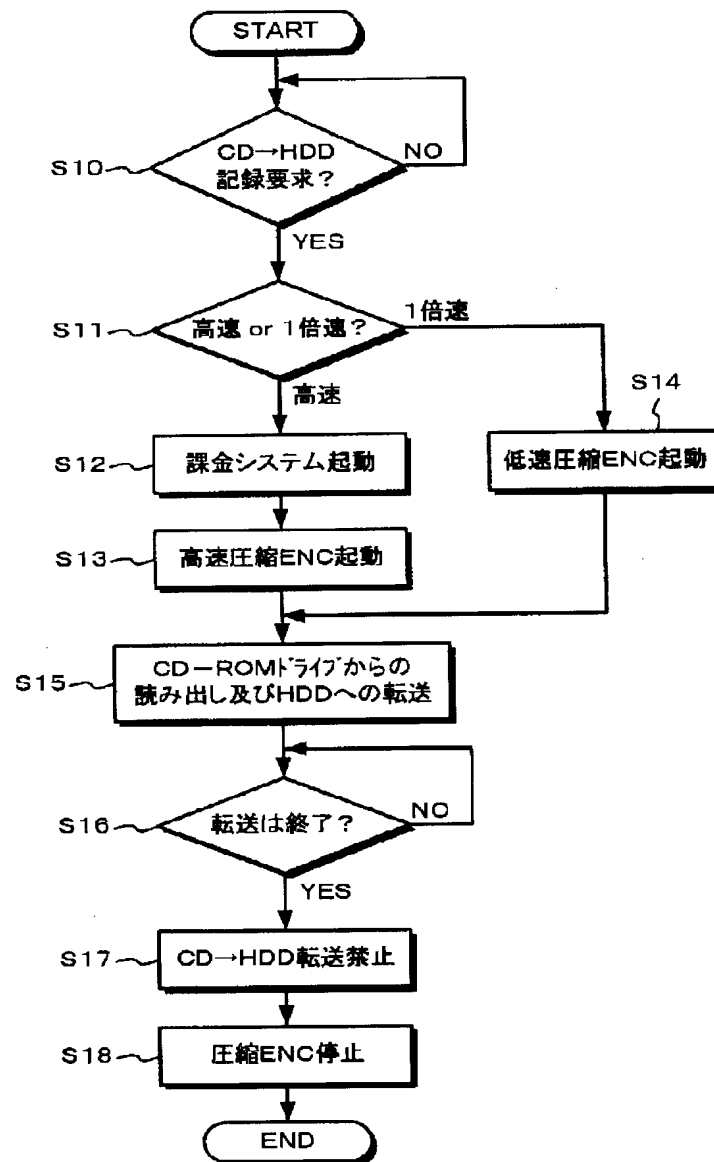 START
S10
CD→HDD
記録要求?
NO
YES
S11
高速 or 1倍速?
1倍速
高速
S14
S12
課金システム起動
低速圧縮ENC起動
S13
高速圧縮ENC起動
S15
CD－ROMドライブからの
読み出し及びHDDへの転送
S16
転送は終了?
NO
YES
S17
CD→HDD転送禁止
S18
圧縮ENC停止
END